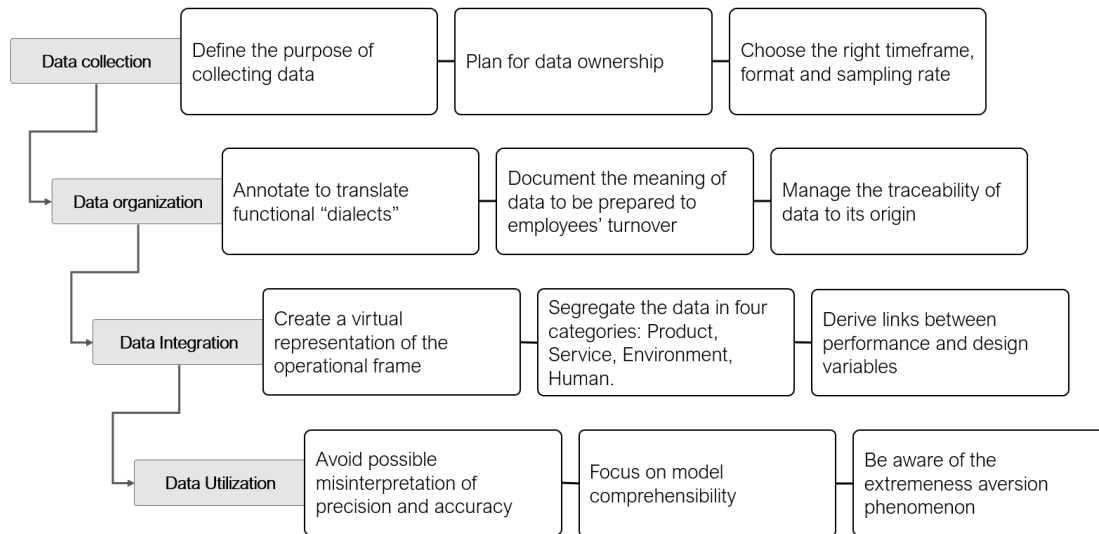 Data collection
Define the purpose of
collecting data
Plan for data ownership
Choose the right timeframe,
format and sampling rate
Data organization
Annotate to translate
functional “dialects”
Document the meaning of
data to be prepared to
employees’ turnover
Manage the traceability of
data to its origin
Data Integration
Create a virtual
representation of the
operational frame
Segregate the data in four
categories: Product,
Service, Environment,
Human.
Derive links between
performance and design
variables
Data Utilization
Avoid possible
misinterpretation of
precision and accuracy
Focus on model
comprehensibility
Be aware of the
extremeness aversion
phenomenon